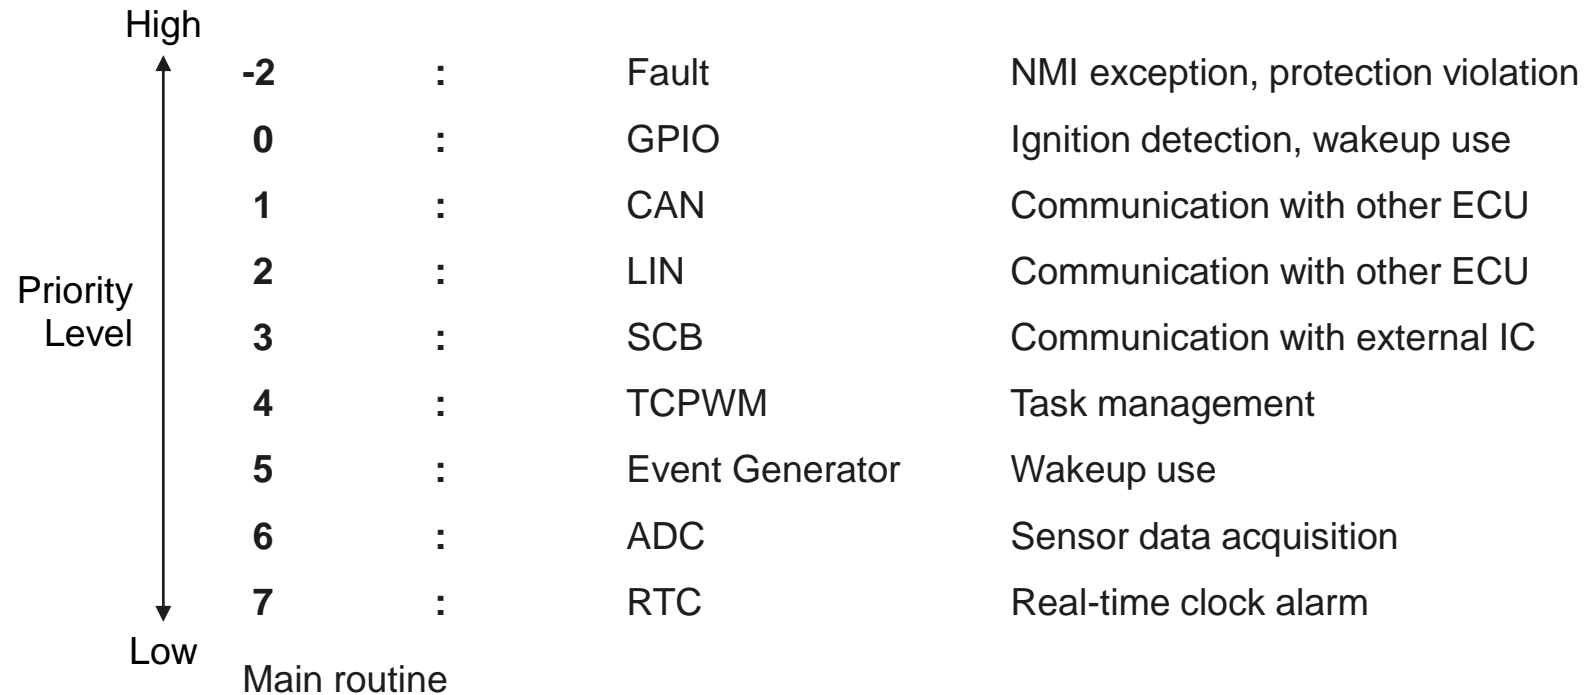 High
-2 : Fault NMI exception, protection violation
0 : GPIO Ignition detection, wakeup use
1 : CAN Communication with other ECU
Priority
Level
2 : LIN Communication with other ECU
3 : SCB Communication with external IC
4 : TCPWM Task management
5 : Event Generator Wakeup use
6 : ADC Sensor data acquisition
7 : RTC Real-time clock alarm
Low
Main routine